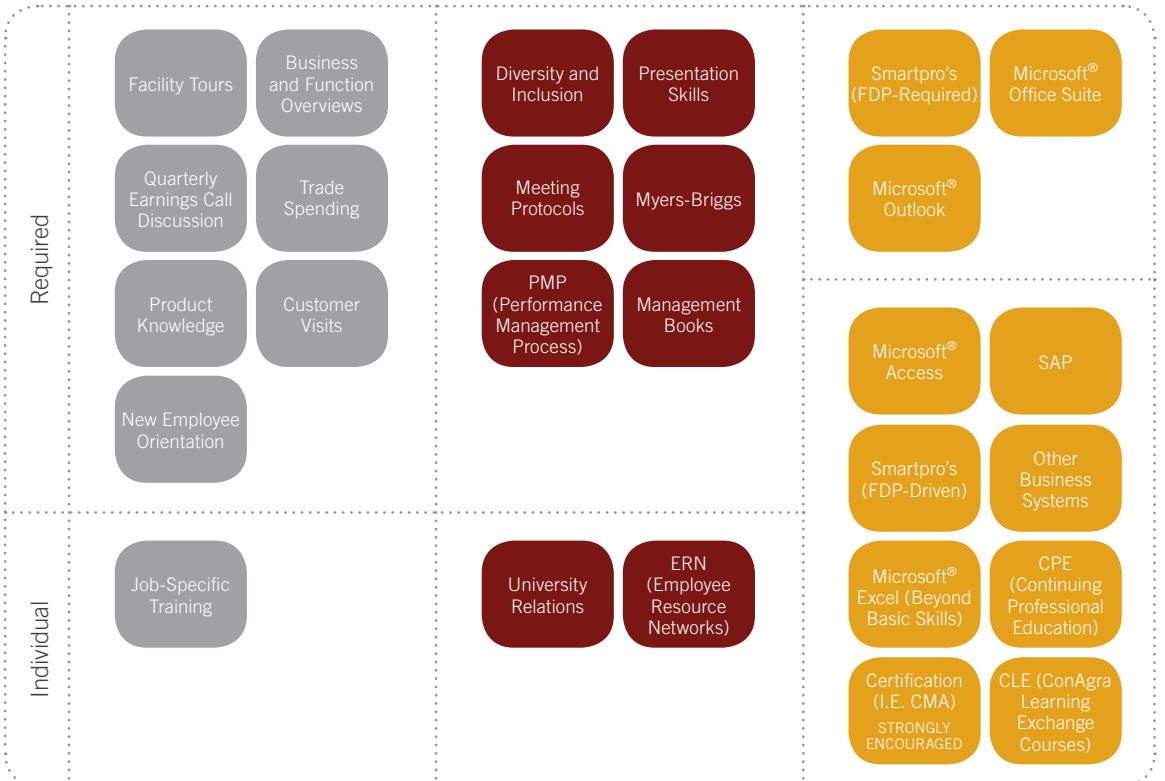 Required
Facility Tours
Business
and Function
Overviews
Quarterly
Earnings Call
Discussion
Trade
Spending
Product
Knowledge
Customer
Visits
New Employee
Orientation
Diversity and
Inclusion
Presentation
Skills
Meeting
Protocols
Myers-Briggs
PMP
(Performance
Management
Process)
Management
Books
Smartpro's
(FDP-Required)
Microsoft®
Office Suite
Microsoft®
Outlook
Microsoft®
Access
SAP
Smartpro's
(FDP-Driven)
Other
Business
Systems
Microsoft®
Excel (Beyond
Basic Skills)
CPE
(Continuing
Professional
Education)
Certification
(I.E. CMA)
STRONGLY
ENCOURAGED
CLE (ConAgra
Learning
Exchange
Courses)
Individual
Job-Specific
Training
University
Relations
ERN
(Employee
Resource
Networks)